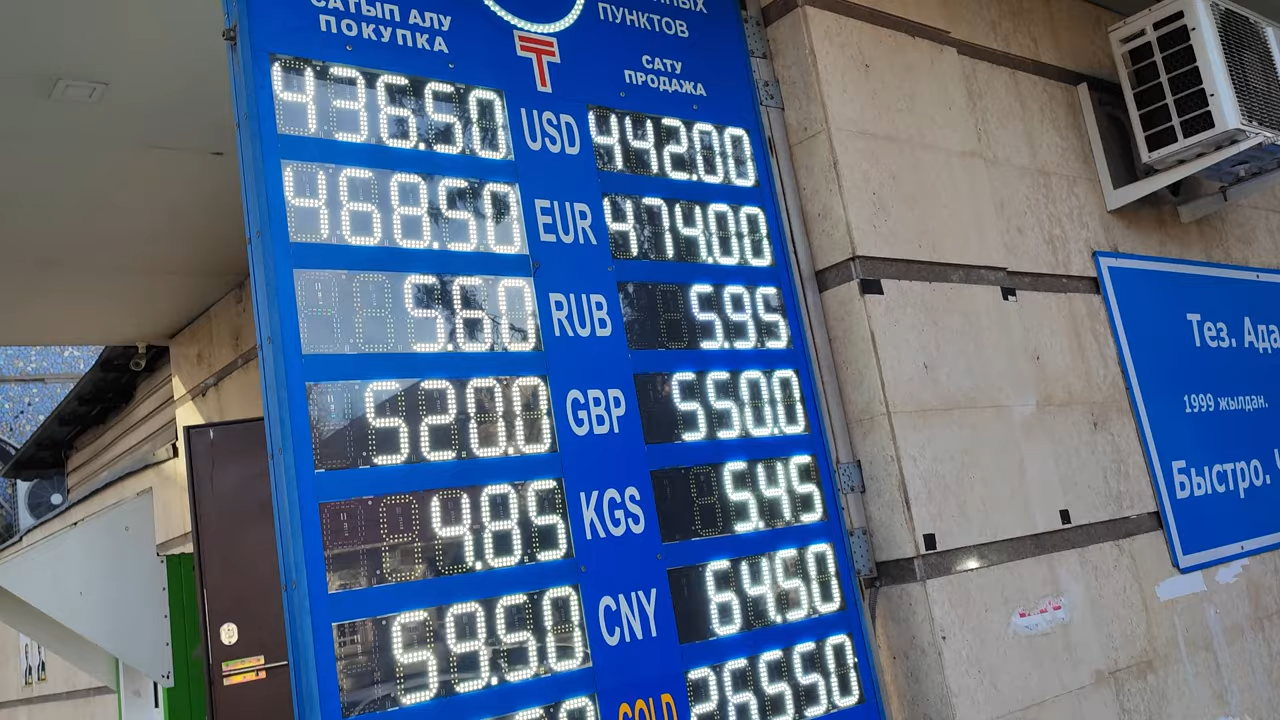 САТЫП АЛУ
ПОКУПКА
ПУНКТОВ
САТУ
ПРОДАЖА
436.50 USD 442.00
468.50 EUR 474.00
5.60 RUB 5.95
520.0 GBP 550.0
4.85 KGS 5.45
59.50 CNY 64.50
GOLD 26550
Тез. Ада
1999 жылдан.
Быстро.